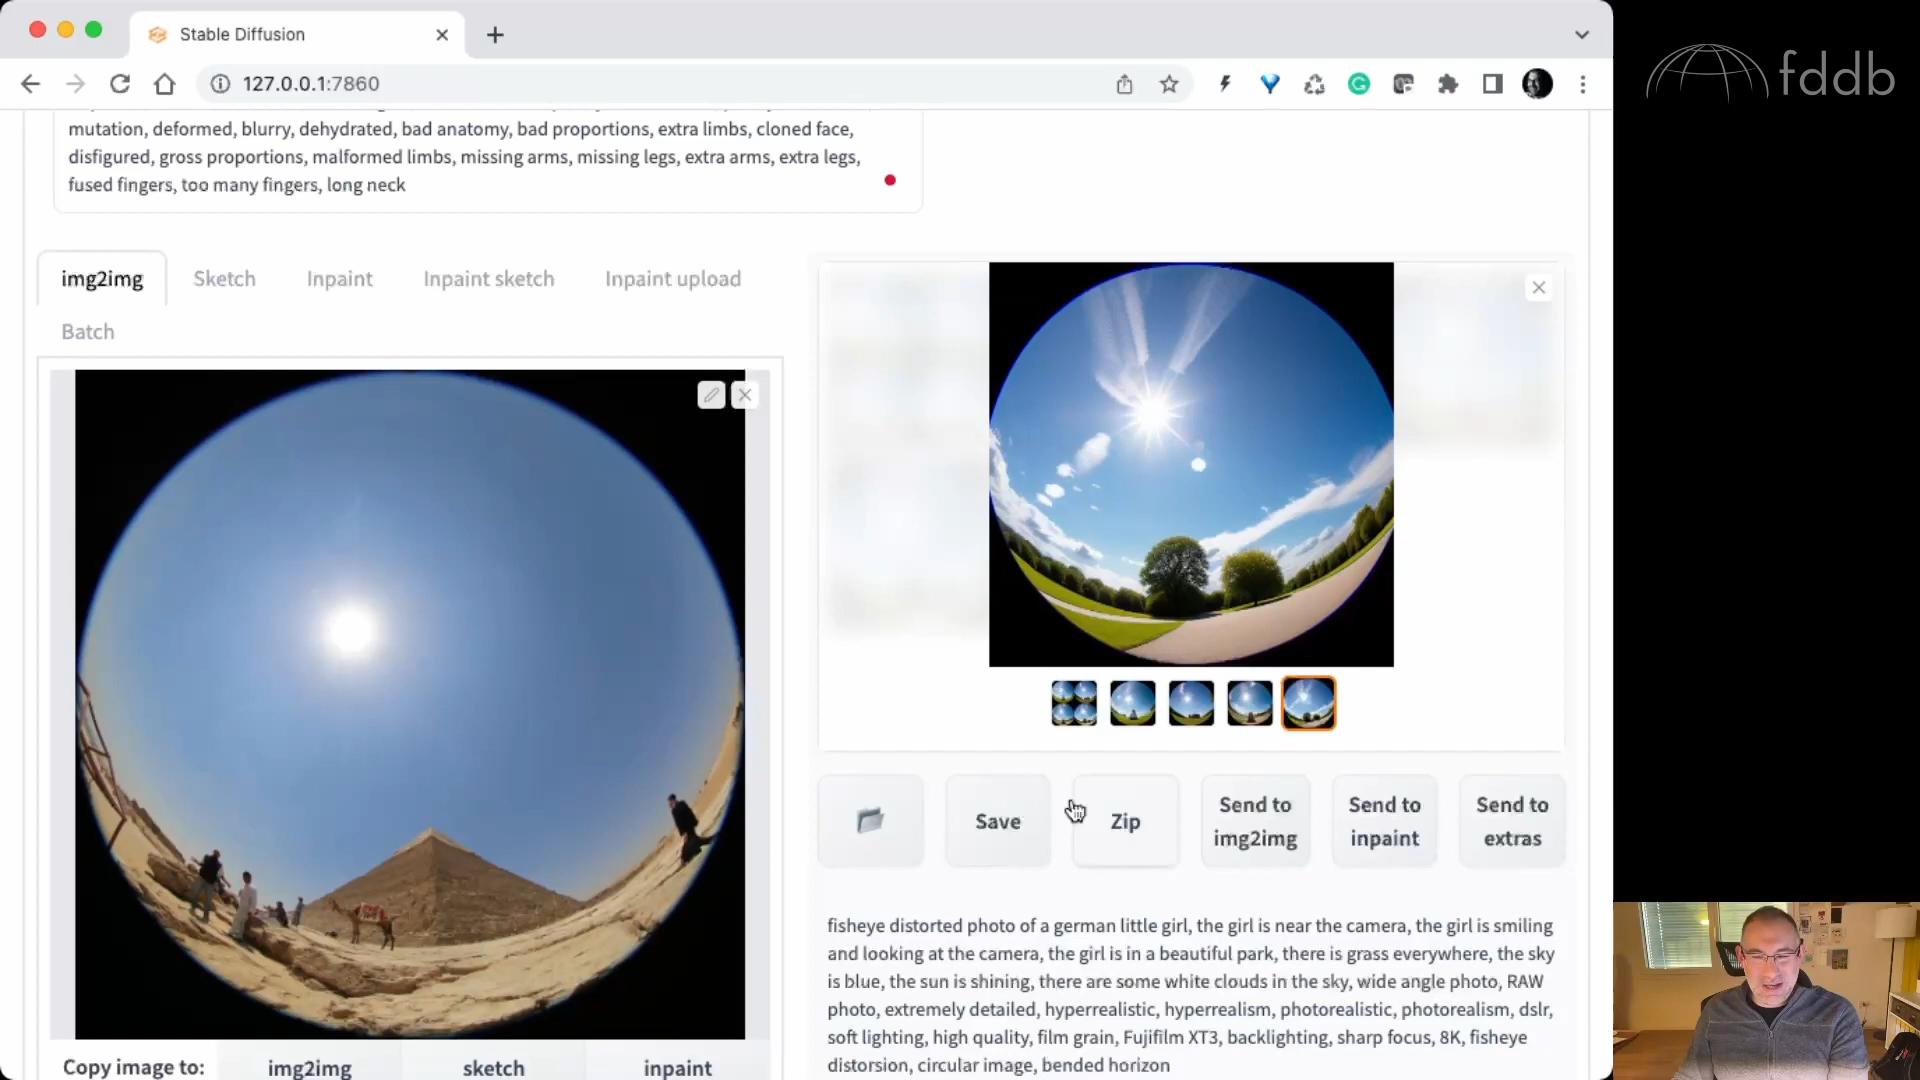 Stable Diffusion
127.0.0.1:7860
fddb
mutation, deformed, blurry, dehydrated, bad anatomy, bad proportions, extra limbs, cloned face,
disfigured, gross proportions, malformed limbs, missing arms, missing legs, extra arms, extra legs,
fused fingers, too many fingers, long neck
img2img
Sketch
Inpaint
Inpaint sketch
Inpaint upload
Batch
Save
Zip
Send to
img2img
Send to
inpaint
Send to
extras
fisheye distorted photo of a german little girl, the girl is near the camera, the girl is smiling
and looking at the camera, the girl is in a beautiful park, there is grass everywhere, the sky
is blue, the sun is shining, there are some white clouds in the sky, wide angle photo, RAW
photo, extremely detailed, hyperrealistic, hyperrealism, photorealistic, photorealism, dslr,
soft lighting, high quality, film grain, Fujifilm XT3, backlighting, sharp focus, 8K, fisheye
distorsion, circular image, bended horizon
Copy image to:
img2img
sketch
inpaint